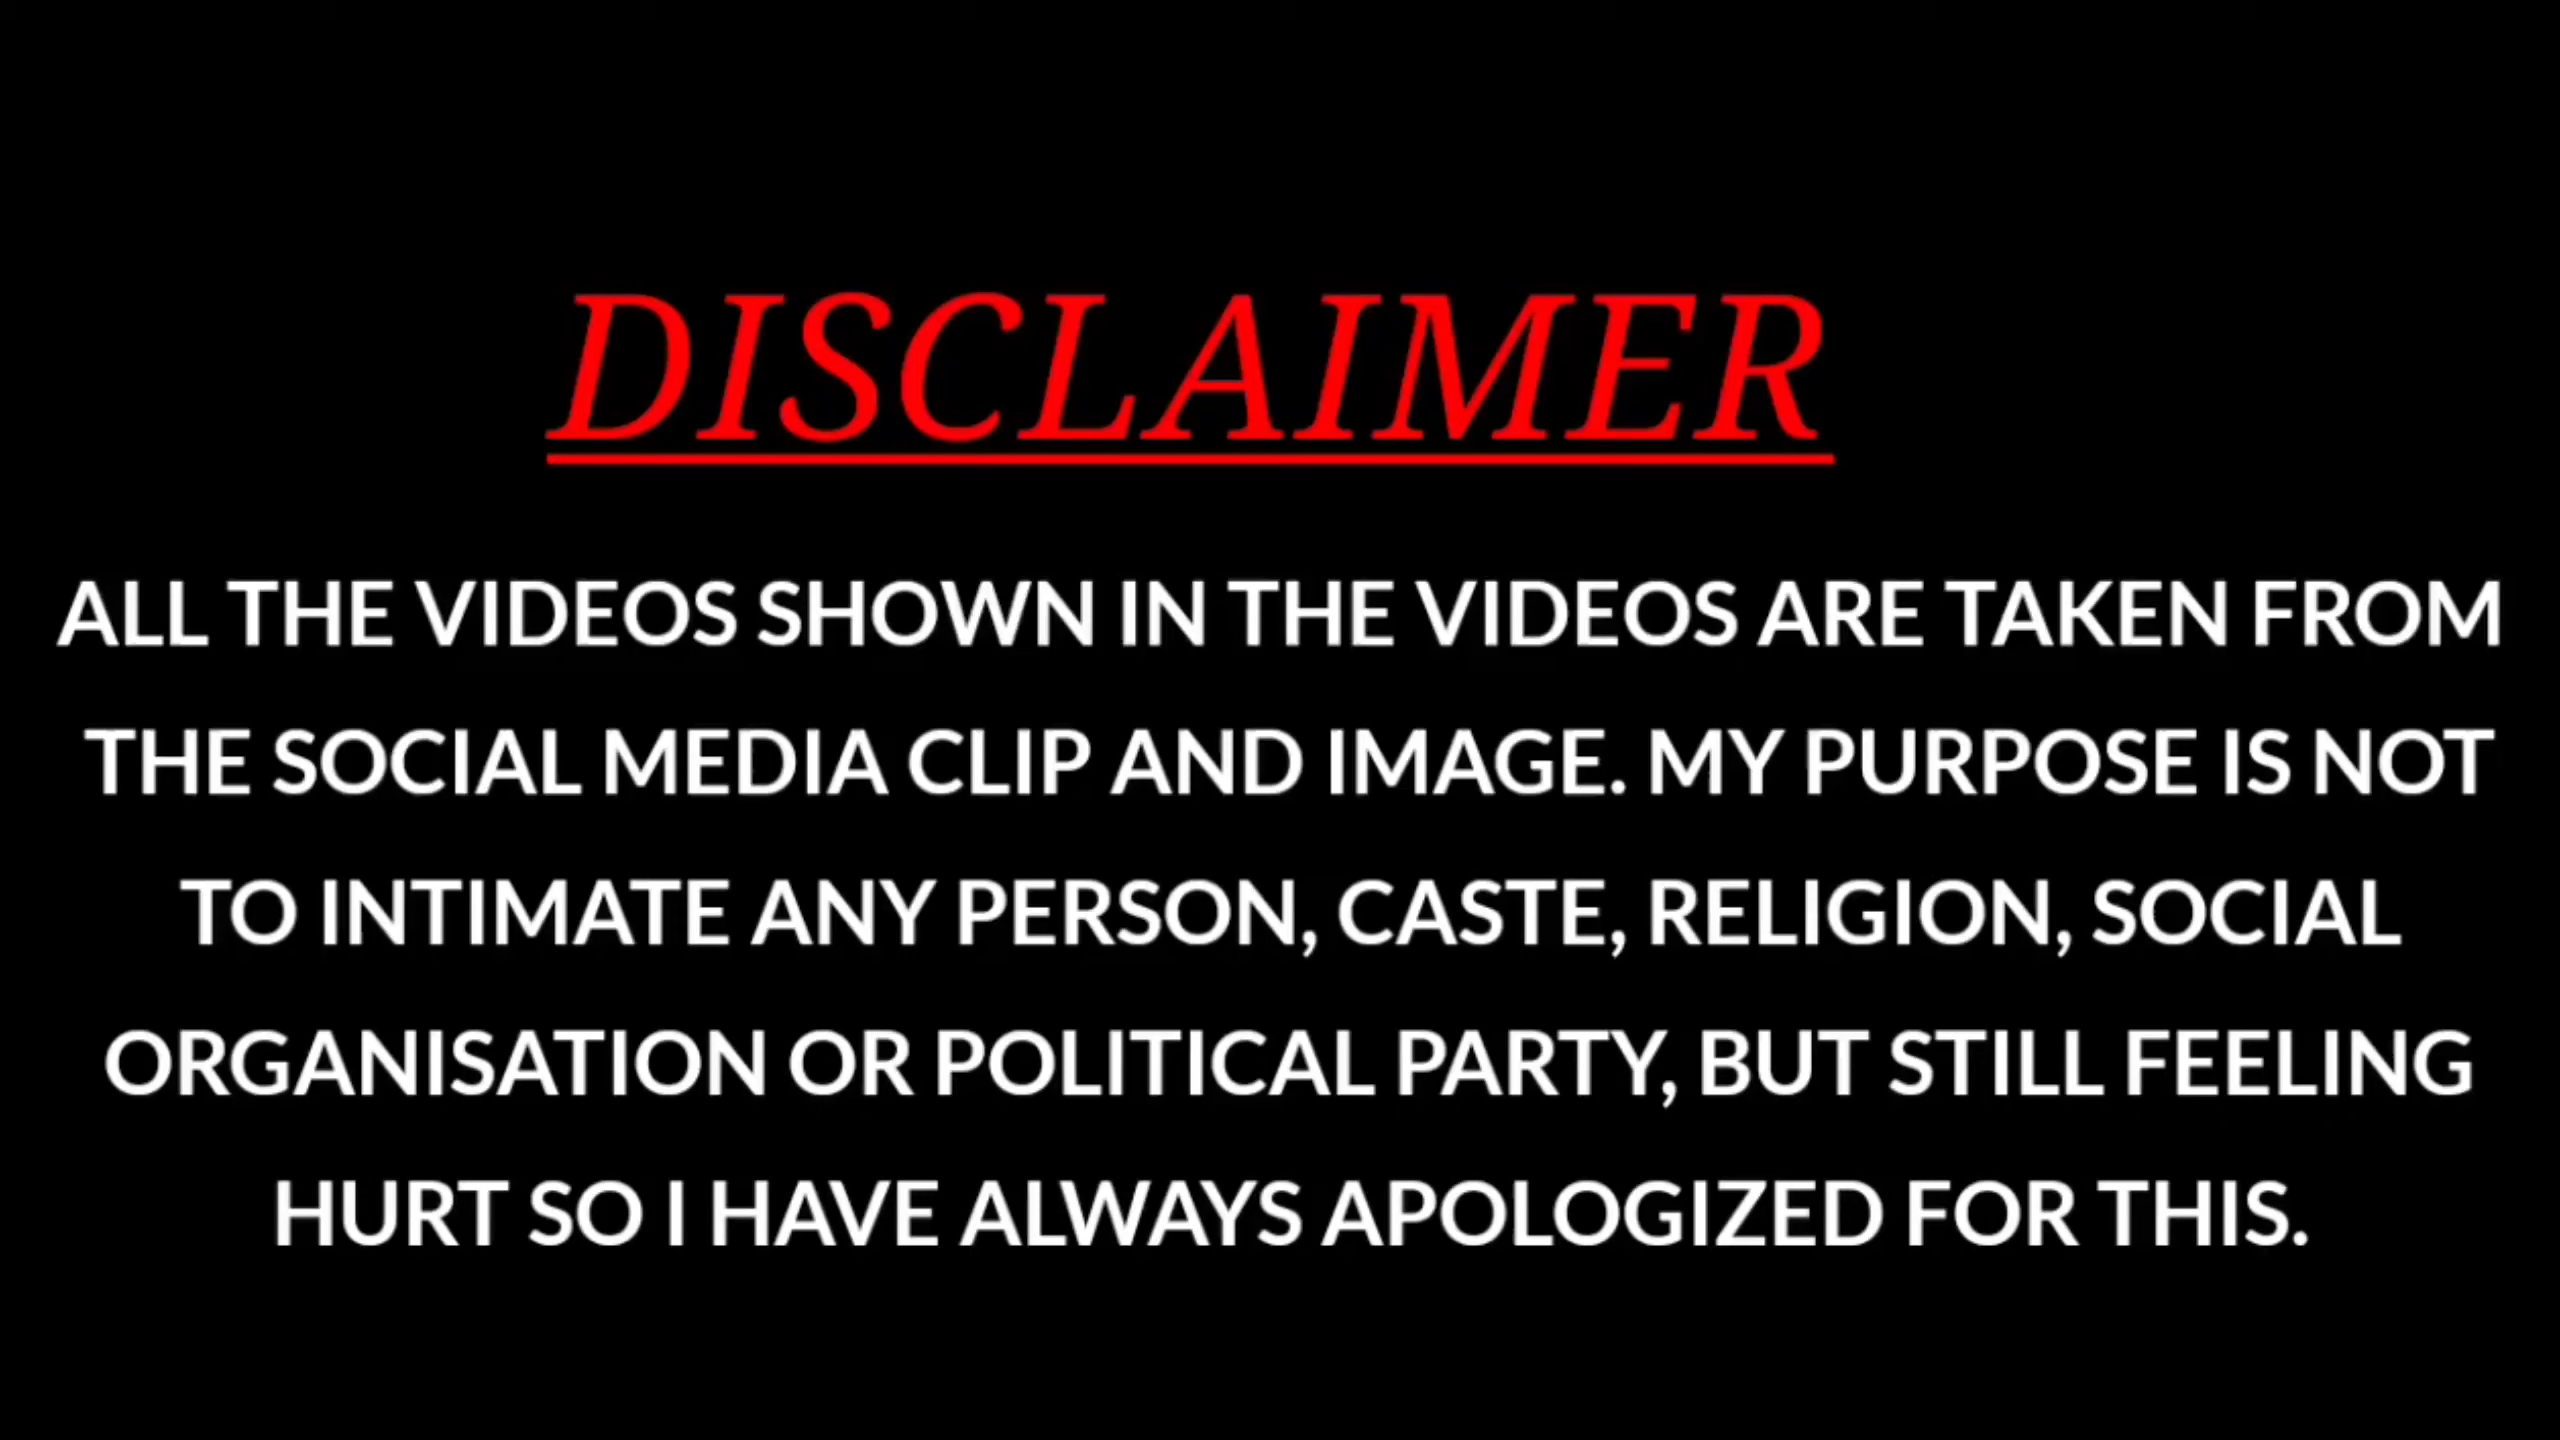 DISCLAIMER
ALL THE VIDEOS SHOWN IN THE VIDEOS ARE TAKEN FROM
THE SOCIAL MEDIA CLIP AND IMAGE. MY PURPOSE IS NOT
TO INTIMATE ANY PERSON, CASTE, RELIGION, SOCIAL
ORGANISATION OR POLITICAL PARTY, BUT STILL FEELING
HURT SO I HAVE ALWAYS APOLOGIZED FOR THIS.